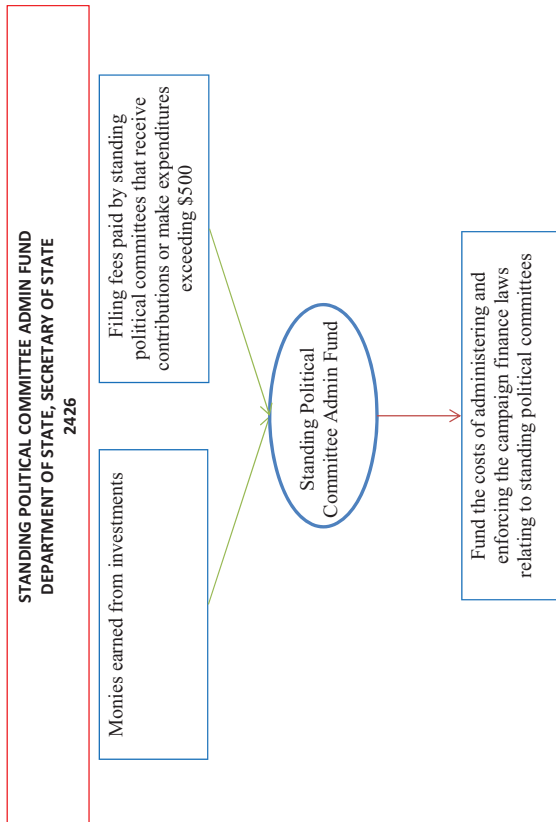 STANDING POLITICAL COMMITTEE ADMIN FUND
DEPARTMENT OF STATE, SECRETARY OF STATE
2426
Monies earned from investments
Filing fees paid by standing
political committees that receive
contributions or make expenditures
exceeding $500
Standing Political
Committee Admin Fund
Fund the costs of administering and
enforcing the campaign finance laws
relating to standing political committees